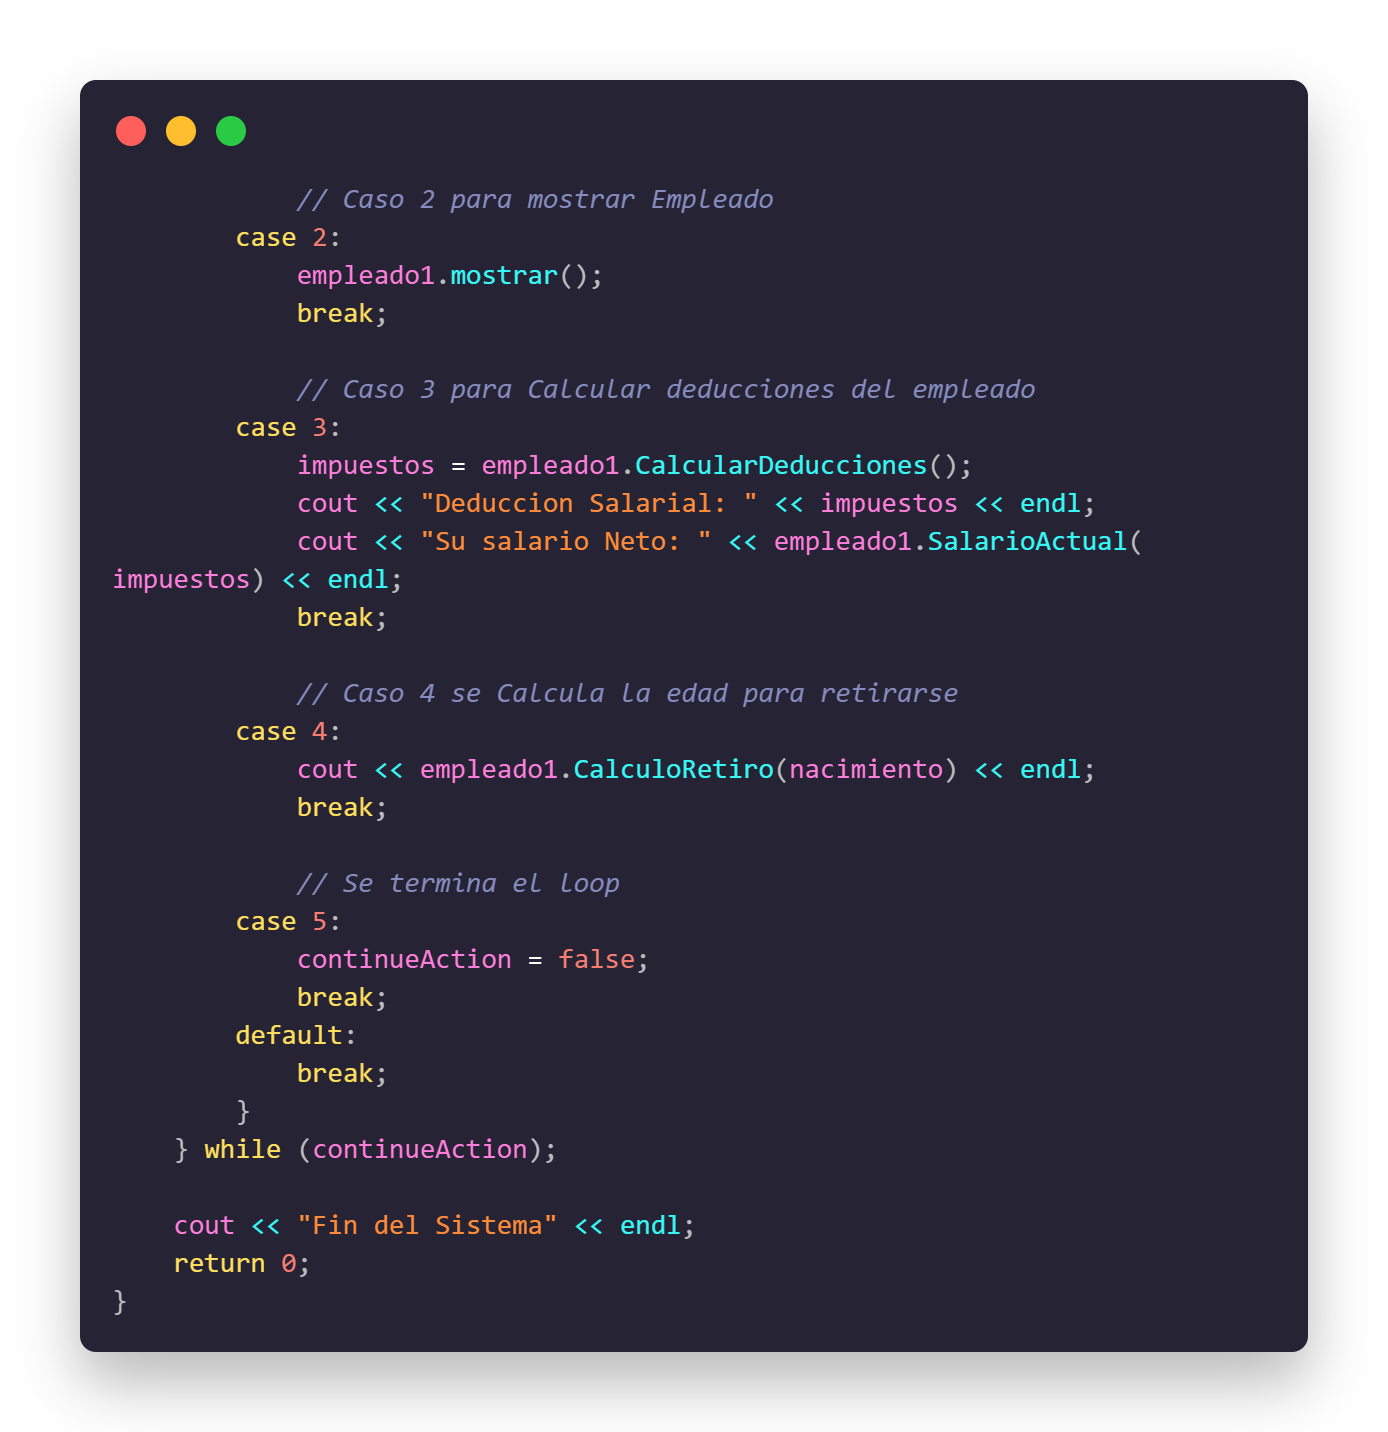 // Caso 2 para mostrar Empleado
        case 2:
            empleado1.mostrar();
            break;

            // Caso 3 para Calcular deducciones del empleado
        case 3:
            impuestos = empleado1.CalcularDeducciones();
            cout << "Deduccion Salarial: " << impuestos << endl;
            cout << "Su salario Neto: " << empleado1.SalarioActual(
impuestos) << endl;
            break;

            // Caso 4 se Calcula la edad para retirarse
        case 4:
            cout << empleado1.CalculoRetiro(nacimiento) << endl;
            break;

            // Se termina el loop
        case 5:
            continueAction = false;
            break;
        default:
            break;
        }
    } while (continueAction);

    cout << "Fin del Sistema" << endl;
    return 0;
}